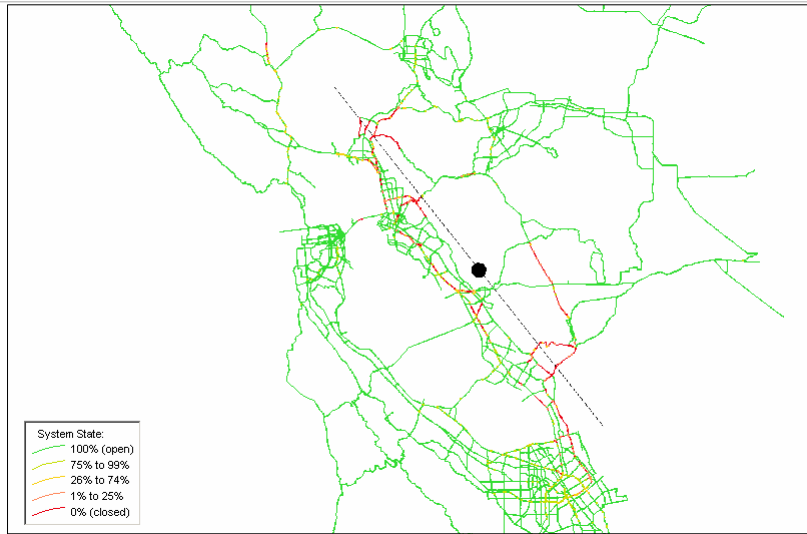 System State:
100% (open)
75% to 99%
26% to 74%
1% to 25%
0% (closed)